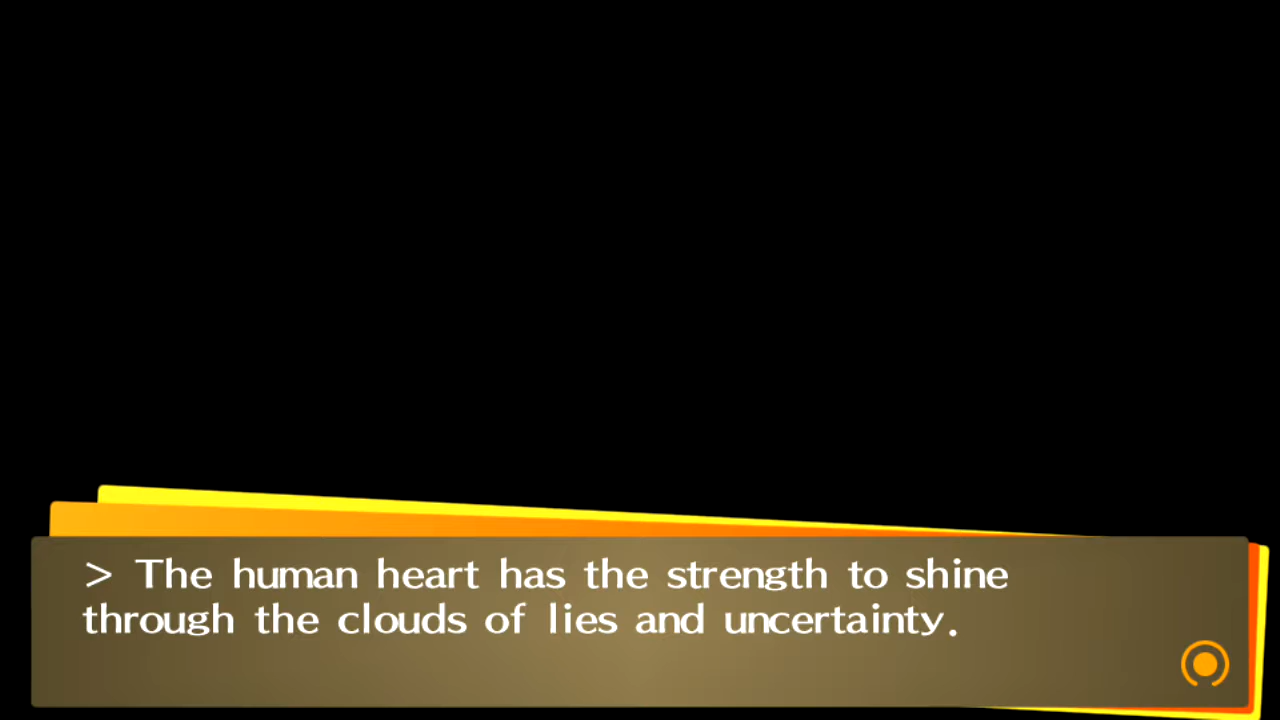 > The human heart has the strength to shine
through the clouds of lies and uncertainty.